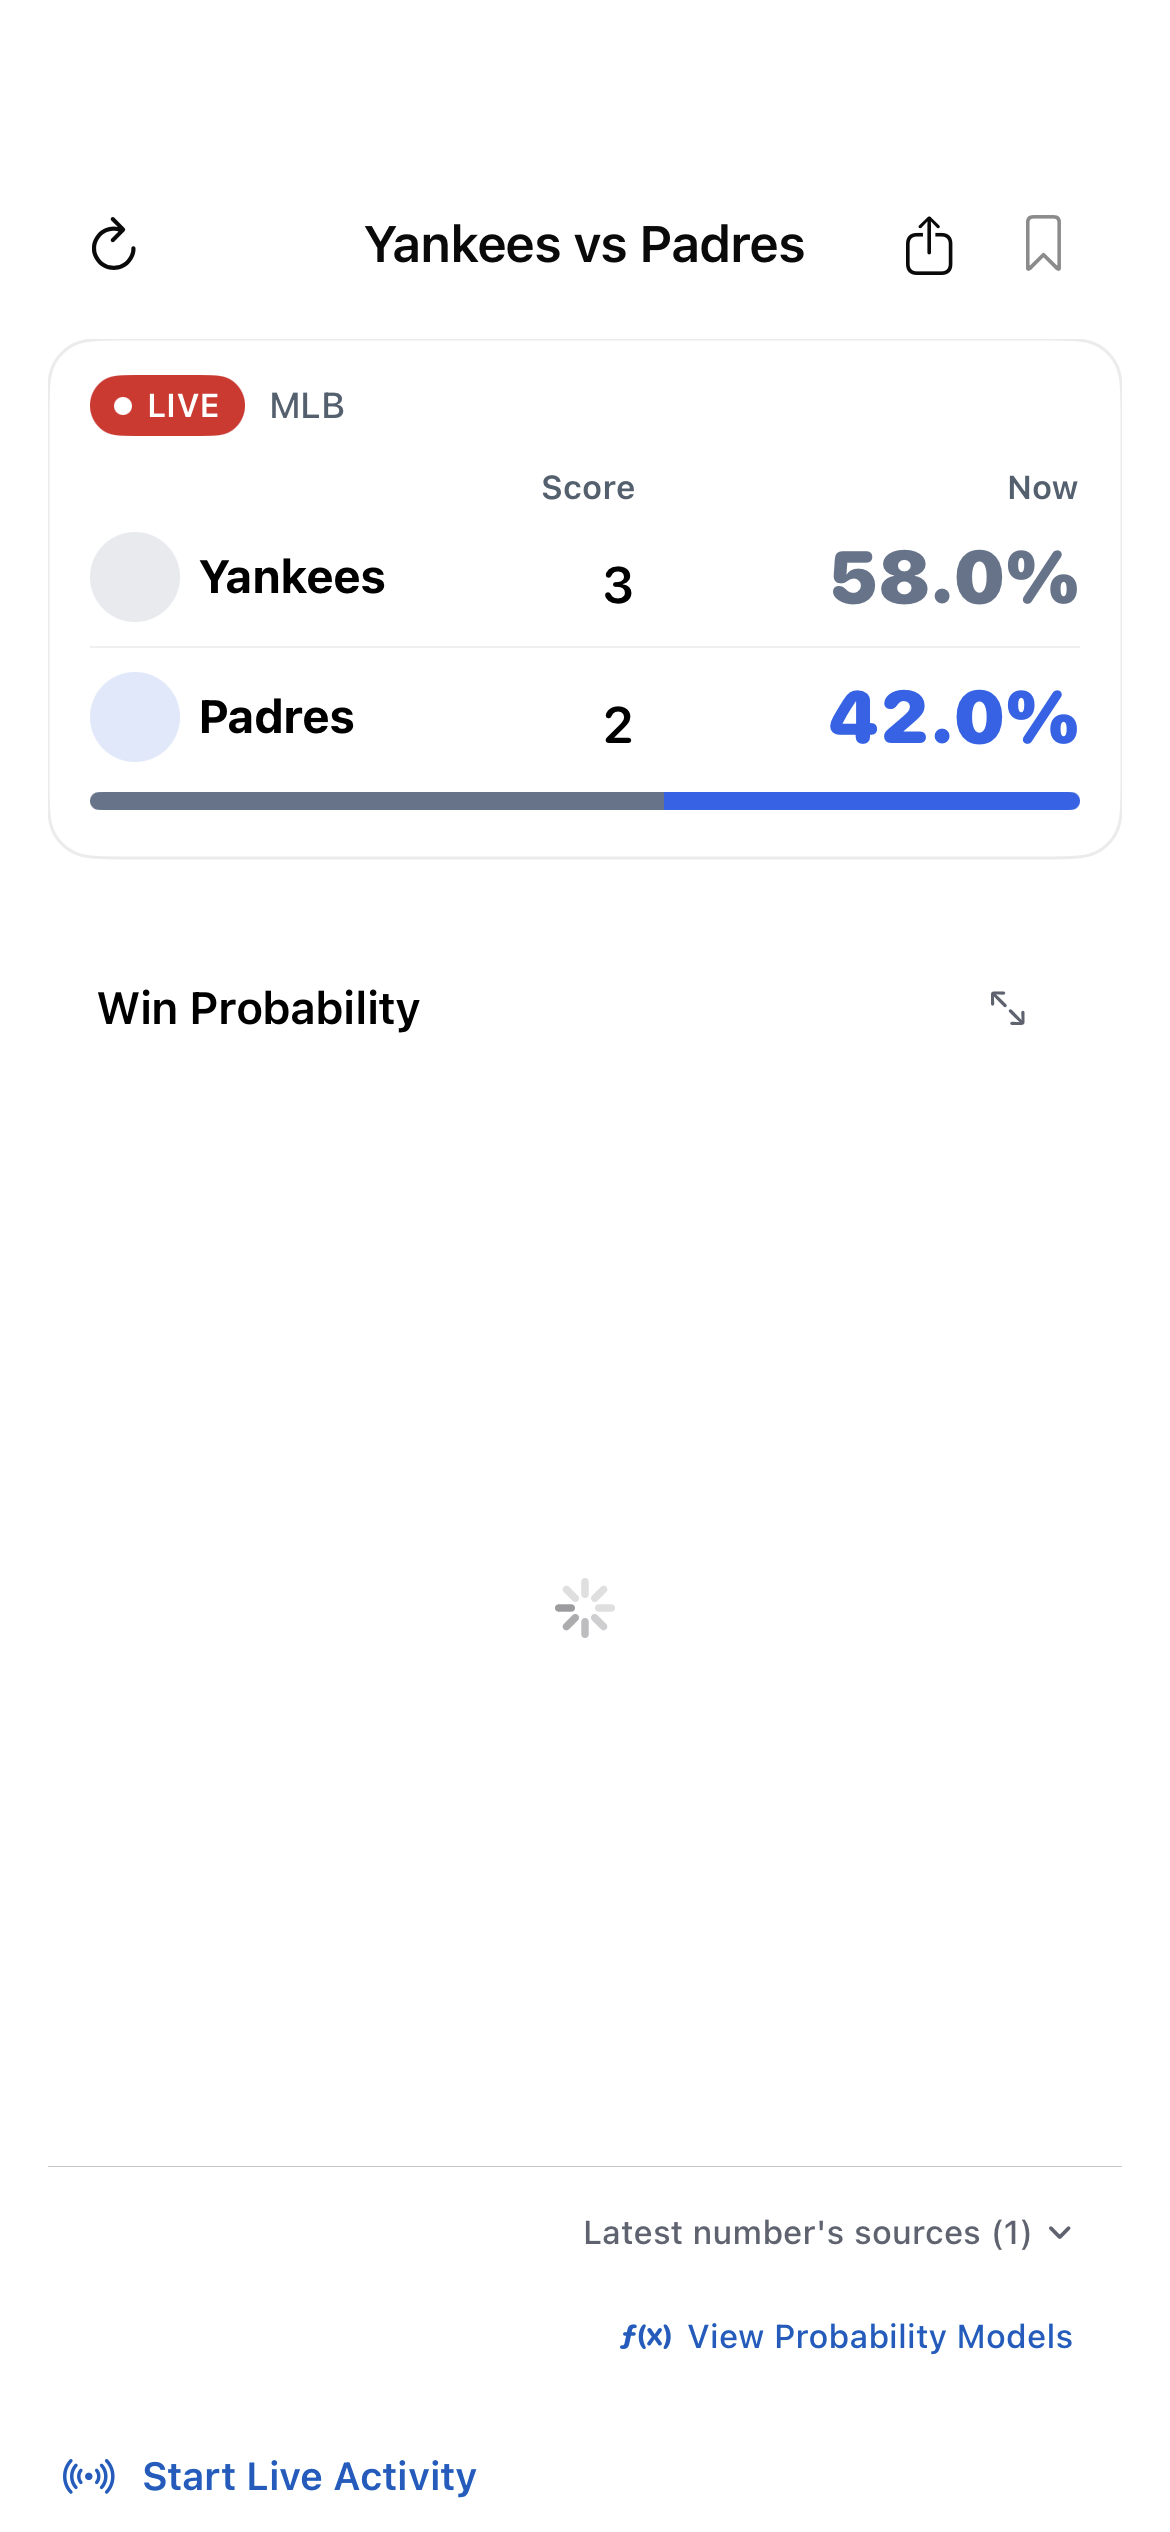 Yankees vs Padres
LIVE MLB
Score Now
Yankees 3 58.0%
Padres 2 42.0%
Win Probability
Latest number's sources (1)
f(x) View Probability Models
Start Live Activity